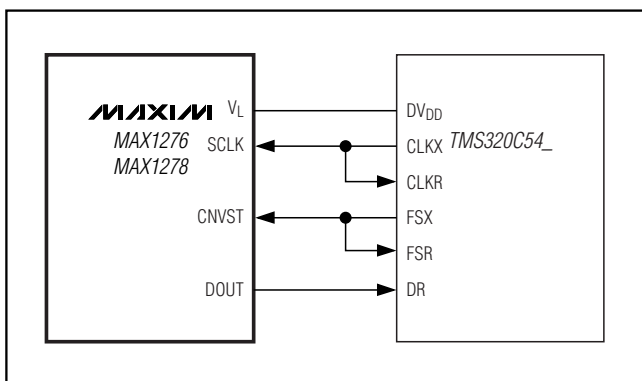 MAXIM
MAX1276
MAX1278
VL
SCLK
CNVST
DOUT
TMS320C54_
DVDD
CLKX
CLKR
FSX
FSR
DR